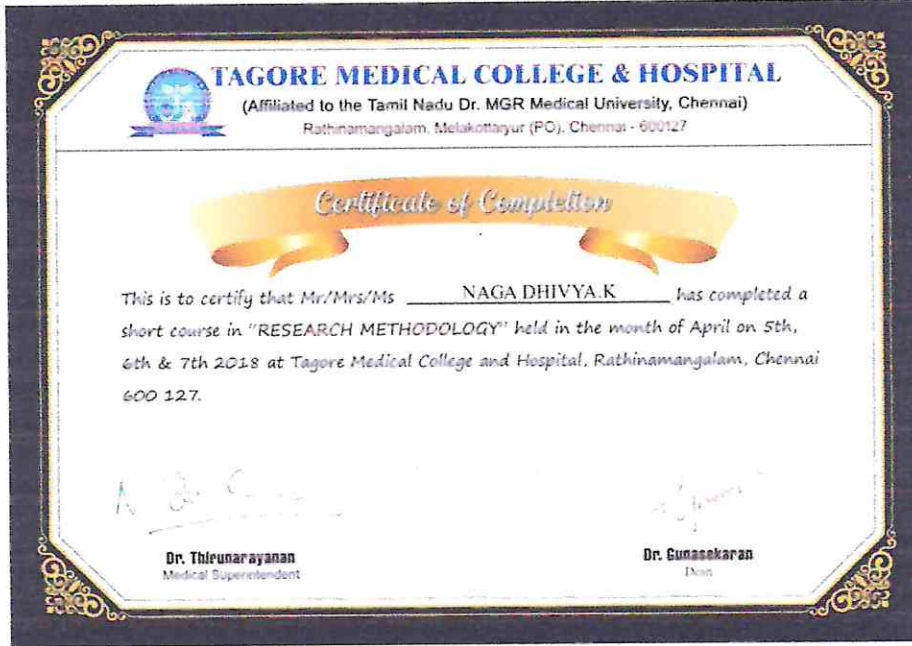 TAGORE MEDICAL COLLEGE & HOSPITAL
(Affiliated to the Tamil Nadu Dr. MGR Medical University, Chennai)
Rathinamangalam, Melakottaiyur (PO), Chennai - 600127
Certificate of Completion
This is to certify that Mr/Mrs/Ms NAGA DHIVYA.K has completed a
short course in "RESEARCH METHODOLOGY" held in the month of April on 5th,
6th & 7th 2018 at Tagore Medical College and Hospital, Rathinamangalam, Chennai
600 127.
Dr. Thirunarayanan
Medical Superintendent
Dr. Gunasekaran
Dean